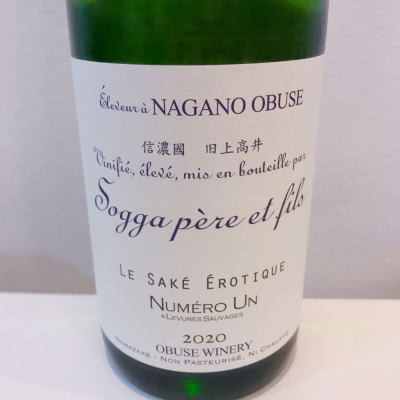 Éleveur à NAGANO OBUSE
信濃國 旧上高井
Vinifié, élevé, mis en bouteille par
Sogga père et fils
LE SAKÉ ÉROTIQUE
NUMÉRO UN
&LEVURES SAUVAGES
2020
OBUSE WINERY
NAMAZAKE - NON PASTEURISÉ, NI CHAUFFÉ